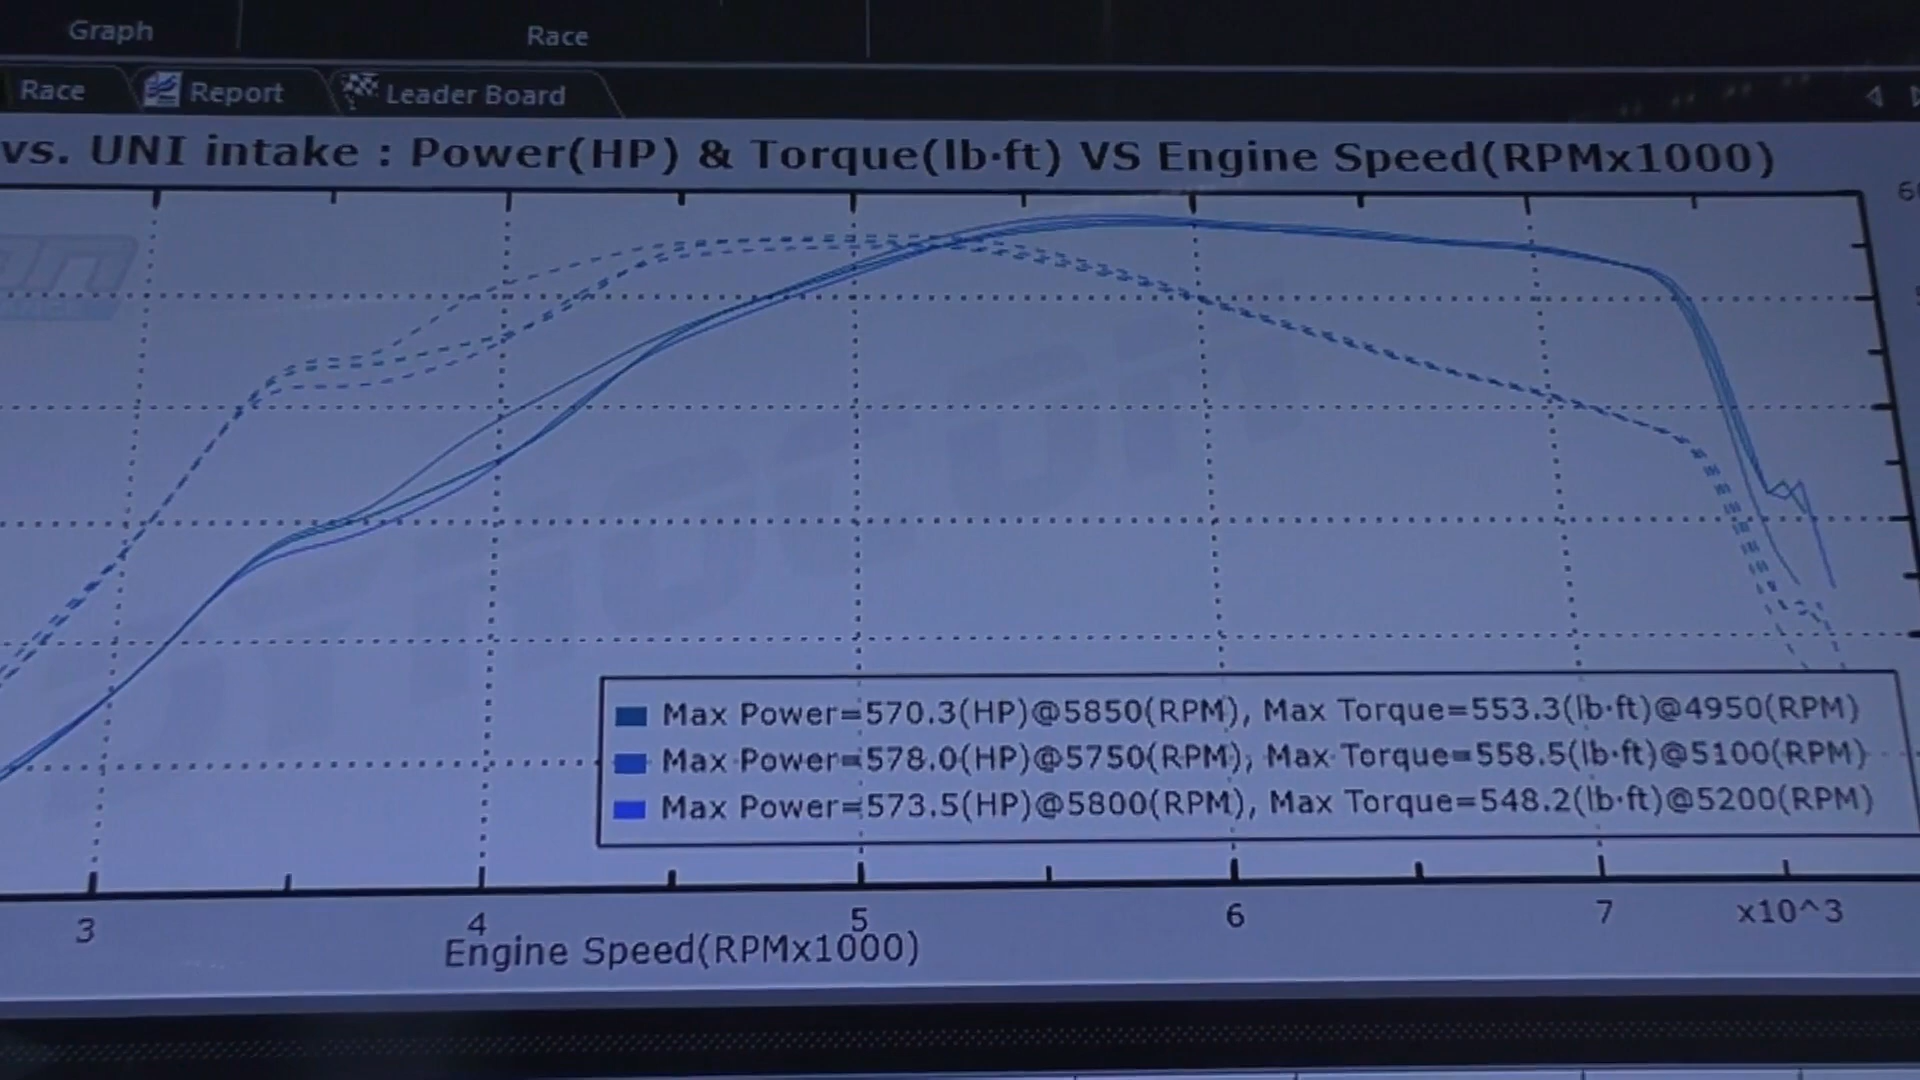 Graph
Race
Race
Report
Leader Board
vs. UNI intake : Power(HP) & Torque(lb·ft) VS Engine Speed(RPMx1000)
Max Power=570.3(HP)@5850(RPM), Max Torque=553.3(lb·ft)@4950(RPM)
Max Power=578.0(HP)@5750(RPM), Max Torque=558.5(lb·ft)@5100(RPM)
Max Power=573.5(HP)@5800(RPM), Max Torque=548.2(lb·ft)@5200(RPM)
3 4 5 6 7 x10^3
Engine Speed(RPMx1000)